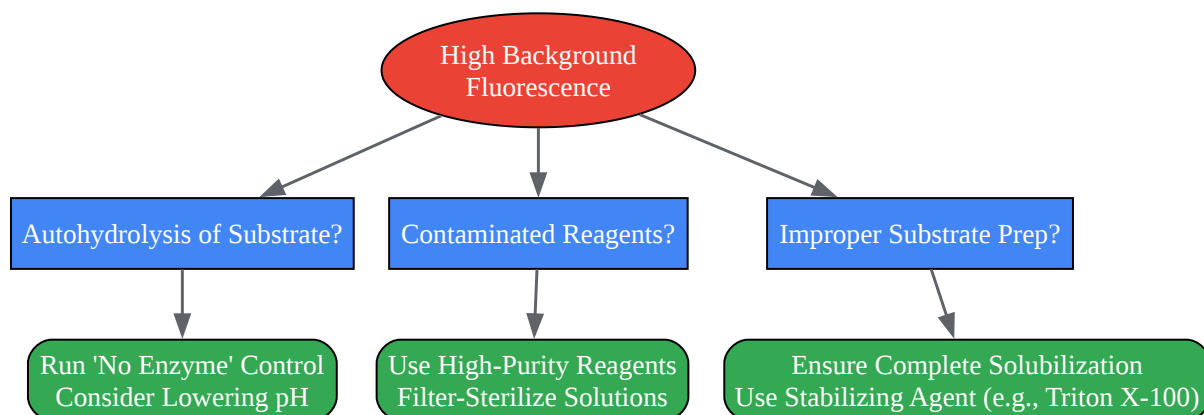 High Background
Fluorescence
Autohydrolysis of Substrate?
Contaminated Reagents?
Improper Substrate Prep?
Run 'No Enzyme' Control
Consider Lowering pH
Use High-Purity Reagents
Filter-Sterilize Solutions
Ensure Complete Solubilization
Use Stabilizing Agent (e.g., Triton X-100)